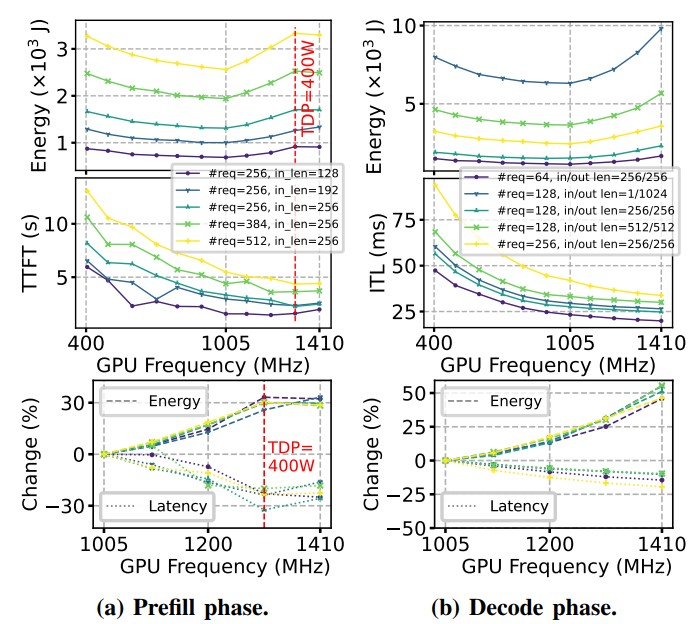 Energy (×10³ J)
3
2
1
TDP=400W
#req=256, in_len=128
#req=256, in_len=192
#req=256, in_len=256
#req=384, in_len=256
#req=512, in_len=256
TTFT (s)
10
5
400
1005
1410
GPU Frequency (MHz)
Change (%)
30
0
−30
Energy
TDP=
400W
Latency
1005
1200
1410
GPU Frequency (MHz)
(a) Prefill phase.
Energy (×10³ J)
10
5
#req=64, in/out len=256/256
#req=128, in/out len=1/1024
#req=128, in/out len=256/256
#req=128, in/out len=512/512
#req=256, in/out len=256/256
ITL (ms)
75
50
25
400
1005
1410
GPU Frequency (MHz)
Change (%)
50
25
0
−25
−50
Energy
Latency
1005
1200
1410
GPU Frequency (MHz)
(b) Decode phase.